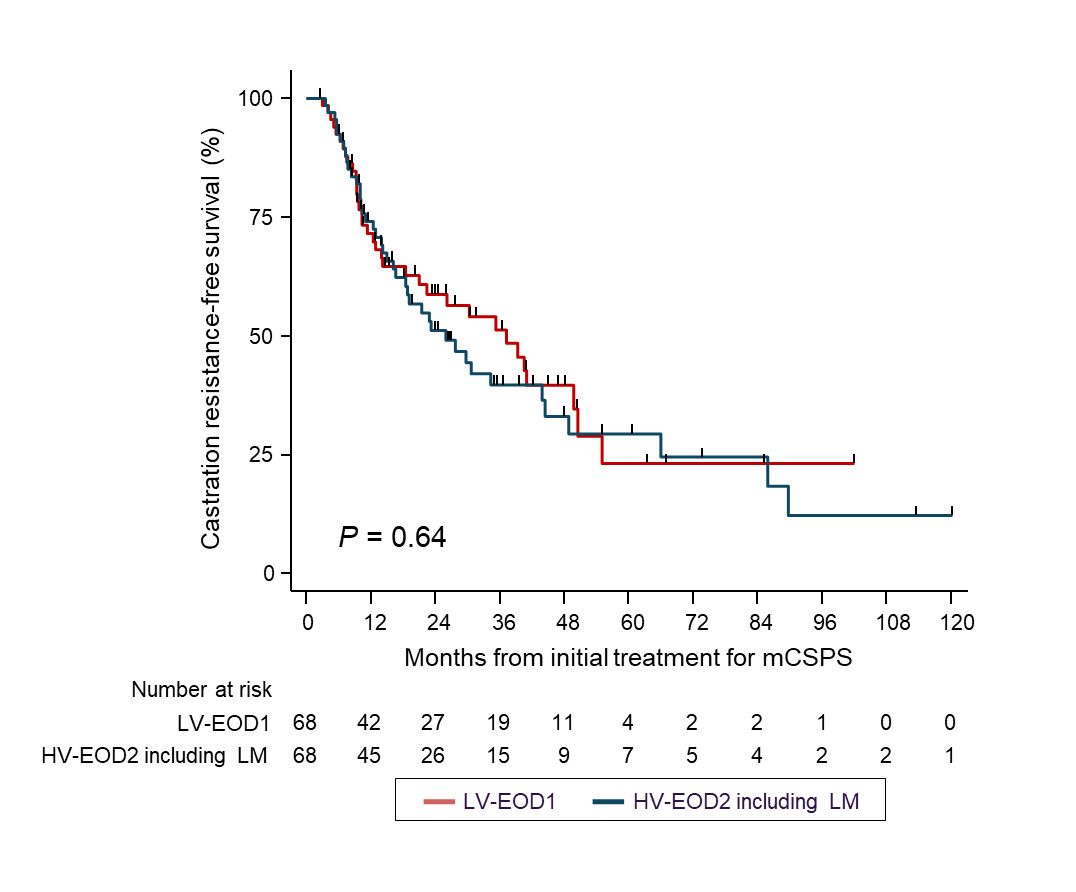 100
75
50
25
0
Castration resistance-free survival (%)
P = 0.64
0 12 24 36 48 60 72 84 96 108 120
Months from initial treatment for mCSPS
Number at risk
LV-EOD1 68 42 27 19 11 4 2 2 1 0 0
HV-EOD2 including LM 68 45 26 15 9 7 5 4 2 2 1
LV-EOD1 HV-EOD2 including LM